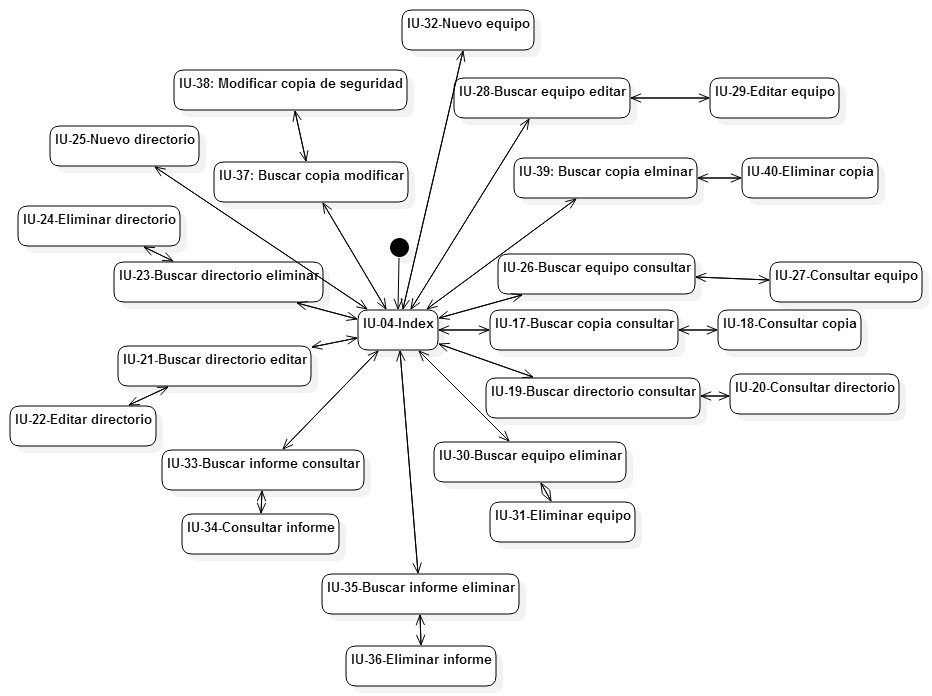 IU-32-Nuevo equipo
IU-38: Modificar copia de seguridad
IU-28-Buscar equipo editar
IU-29-Editar equipo
IU-25-Nuevo directorio
IU-37: Buscar copia modificar
IU-39: Buscar copia elminar
IU-40-Eliminar copia
IU-24-Eliminar directorio
IU-23-Buscar directorio eliminar
IU-26-Buscar equipo consultar
IU-27-Consultar equipo
IU-04-Index
IU-17-Buscar copia consultar
IU-18-Consultar copia
IU-21-Buscar directorio editar
IU-19-Buscar directorio consultar
IU-20-Consultar directorio
IU-22-Editar directorio
IU-33-Buscar informe consultar
IU-30-Buscar equipo eliminar
IU-34-Consultar informe
IU-31-Eliminar equipo
IU-35-Buscar informe eliminar
IU-36-Eliminar informe